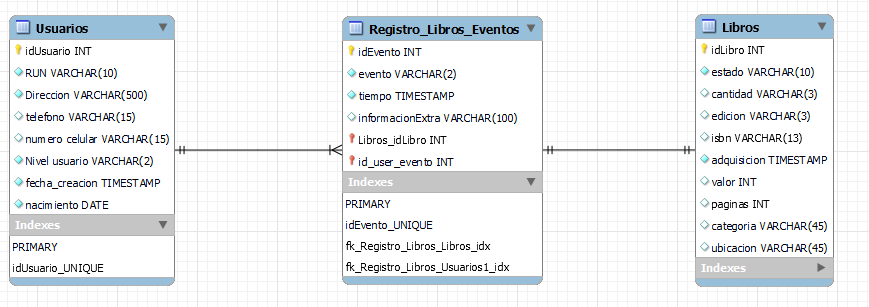 Usuarios
idUsuario INT
RUN VARCHAR(10)
Direccion VARCHAR(500)
telefono VARCHAR(15)
numero celular VARCHAR(15)
Nivel usuario VARCHAR(2)
fecha_creacion TIMESTAMP
nacimiento DATE
Indexes
PRIMARY
idUsuario_UNIQUE
Registro_Libros_Eventos
idEvento INT
evento VARCHAR(2)
tiempo TIMESTAMP
informacionExtra VARCHAR(100)
Libros_idLibro INT
id_user_evento INT
Indexes
PRIMARY
idEvento_UNIQUE
fk_Registro_Libros_Libros_idx
fk_Registro_Libros_Usuarios1_idx
Libros
idLibro INT
estado VARCHAR(10)
cantidad VARCHAR(3)
edicion VARCHAR(3)
isbn VARCHAR(13)
adquisicion TIMESTAMP
valor INT
paginas INT
categoria VARCHAR(45)
ubicacion VARCHAR(45)
Indexes